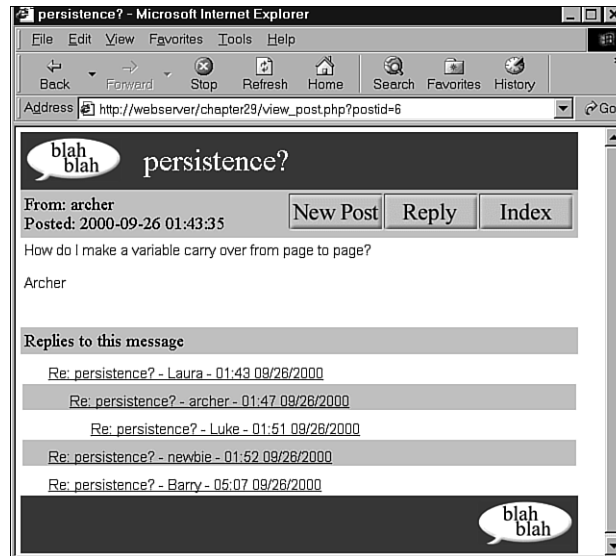 persistence? - Microsoft Internet Explorer
File Edit View Favorites Tools Help
Back Forward Stop Refresh Home Search Favorites History
Address http://webserver/chapter29/view_post.php?postid=6 Go
blah
blah
persistence?
From: archer
Posted: 2000-09-26 01:43:35
New Post Reply Index
How do I make a variable carry over from page to page?
Archer
Replies to this message
Re: persistence? - Laura - 01:43 09/26/2000
Re: persistence? - archer - 01:47 09/26/2000
Re: persistence? - Luke - 01:51 09/26/2000
Re: persistence? - newbie - 01:52 09/26/2000
Re: persistence? - Barry - 05:07 09/26/2000
blah
blah